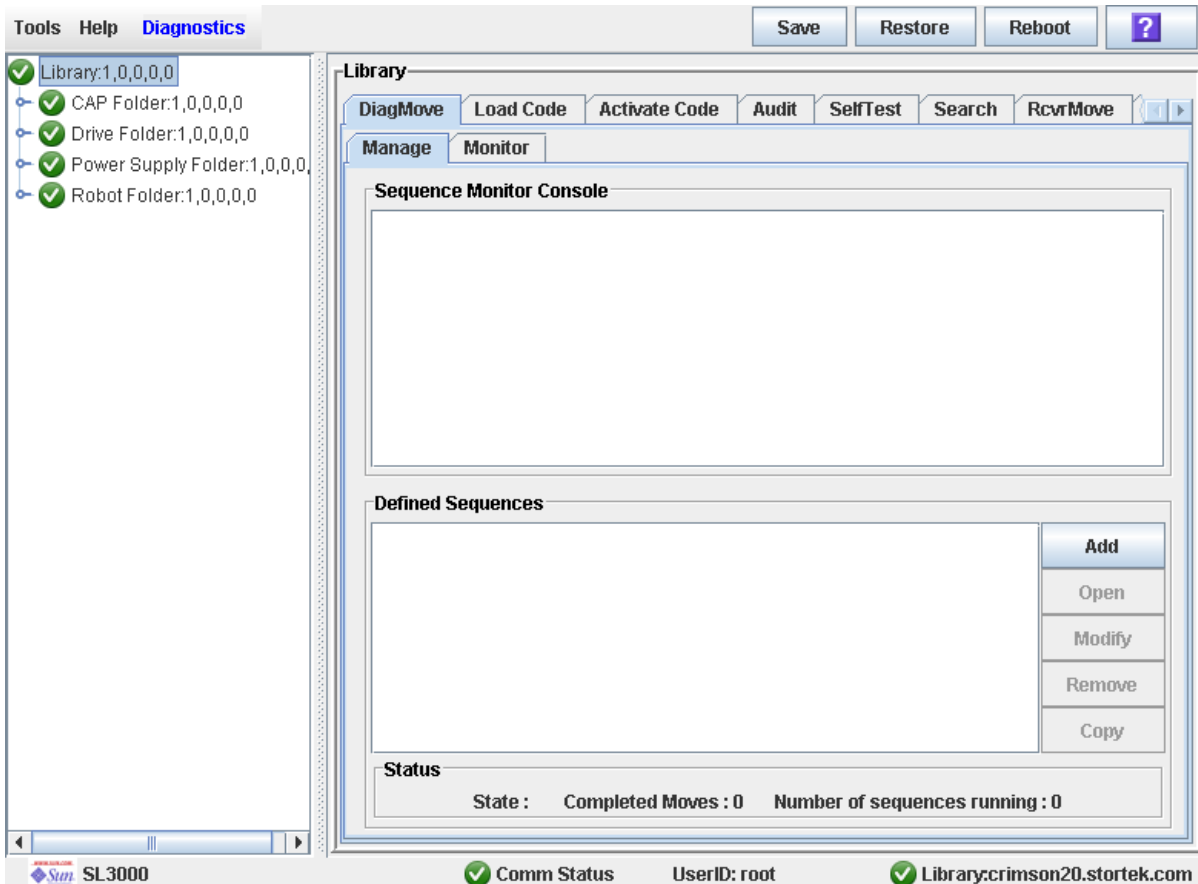 Tools Help Diagnostics
Save Restore Reboot ?
Library:1,0,0,0,0
CAP Folder:1,0,0,0,0
Drive Folder:1,0,0,0,0
Power Supply Folder:1,0,0,0,
Robot Folder:1,0,0,0,0
Library
DiagMove Load Code Activate Code Audit SelfTest Search RcvrMove
Manage Monitor
Sequence Monitor Console
Defined Sequences
Add
Open
Modify
Remove
Copy
Status
State : Completed Moves : 0 Number of sequences running : 0
Sun SL3000 Comm Status UserID: root Library:crimson20.stortek.com